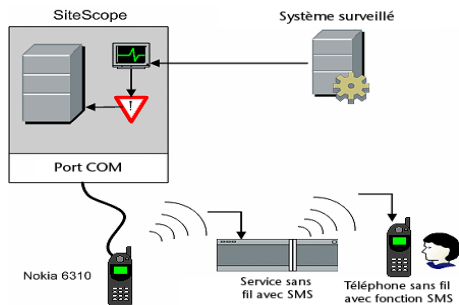 SiteScope
Système surveillé
!
Port COM
Nokia 6310
Service sans
fil avec SMS
Téléphone sans fil
avec fonction SMS